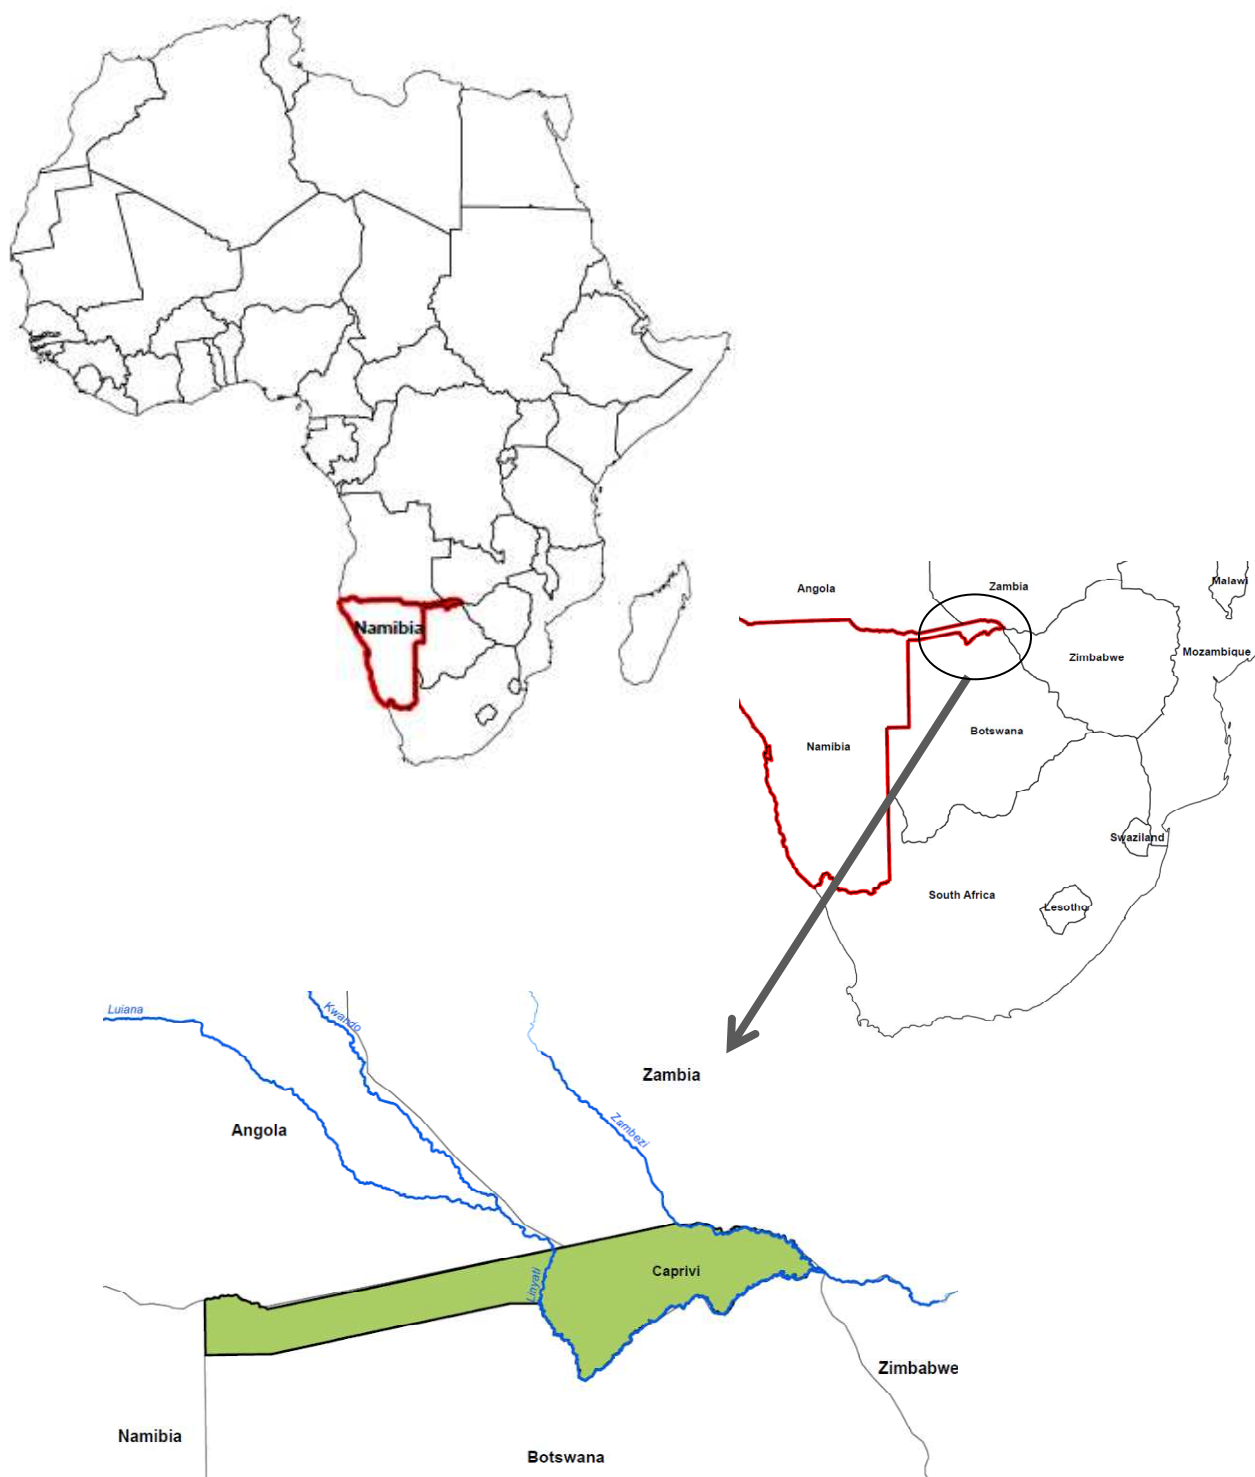 Namibia
Angola
Zambia
Malawi
Zimbabwe
Mozambique
Botswana
Namibia
Swaziland
South Africa
Lesotho
Luiana
Kwando
Zambia
Zambezi
Angola
Caprivi
Linyati
Zimbabwe
Namibia
Botswana